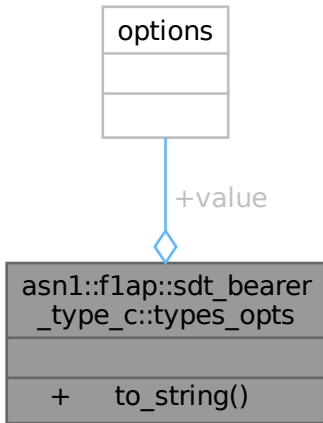 options
+value
asn1::f1ap::sdt_bearer
_type_c::types_opts
+ to_string()